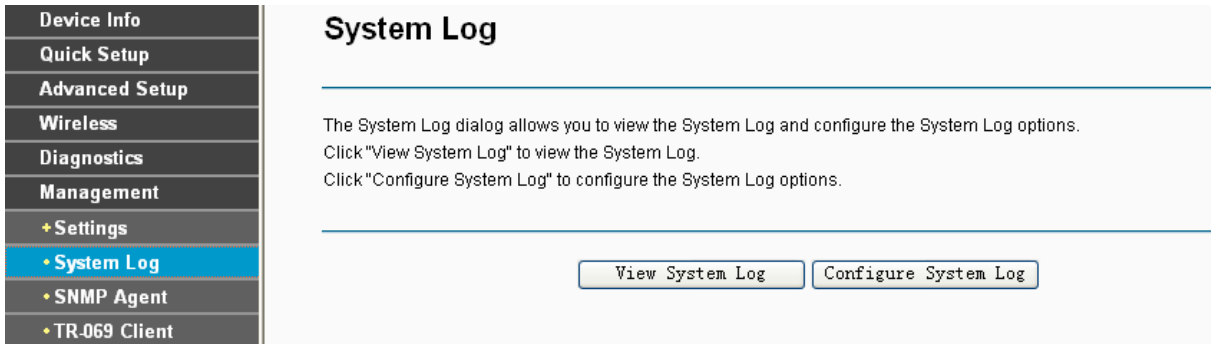 Device Info
Quick Setup
Advanced Setup
Wireless
Diagnostics
Management
+Settings
•System Log
•SNMP Agent
•TR-069 Client
System Log
The System Log dialog allows you to view the System Log and configure the System Log options.
Click "View System Log" to view the System Log.
Click "Configure System Log" to configure the System Log options.
View System Log
Configure System Log